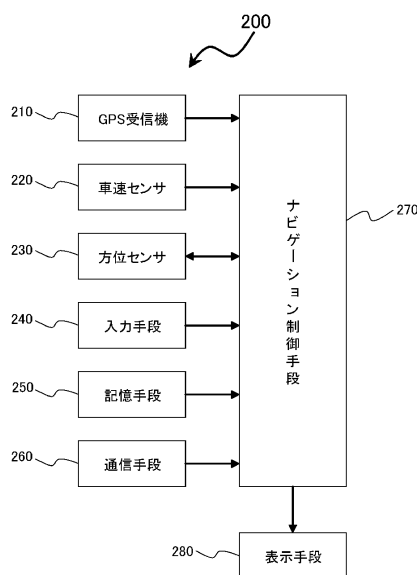 200
210
GPS受信機
220
車速センサ
230
方位センサ
240
入力手段
250
記憶手段
260
通信手段
ナビゲーション制御手段
270
280
表示手段